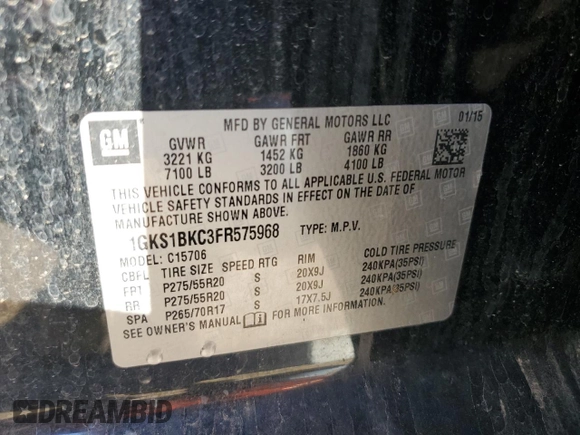 GM
MFD BY GENERAL MOTORS LLC 01/15
GVWR GAWR FRT GAWR RR
3221 KG 1452 KG 1860 KG
7100 LB 3200 LB 4100 LB
THIS VEHICLE CONFORMS TO ALL APPLICABLE U.S. FEDERAL MOTOR
VEHICLE SAFETY STANDARDS IN EFFECT ON THE DATE OF
MANUFACTURE SHOWN ABOVE.
1GKS1BKC3FR575968 TYPE: M.P.V.
MODEL: C15706
CBFL TIRE SIZE SPEED RTG RIM COLD TIRE PRESSURE
FRT P275/55R20 S 20X9J 240KPA(35PSI)
RR P275/55R20 S 20X9J 240KPA(35PSI)
SPA P265/70R17 S 17X7.5J 240KPA(35PSI)
SEE OWNER'S MANUAL FOR MORE INFORMATION.
DREAMBID